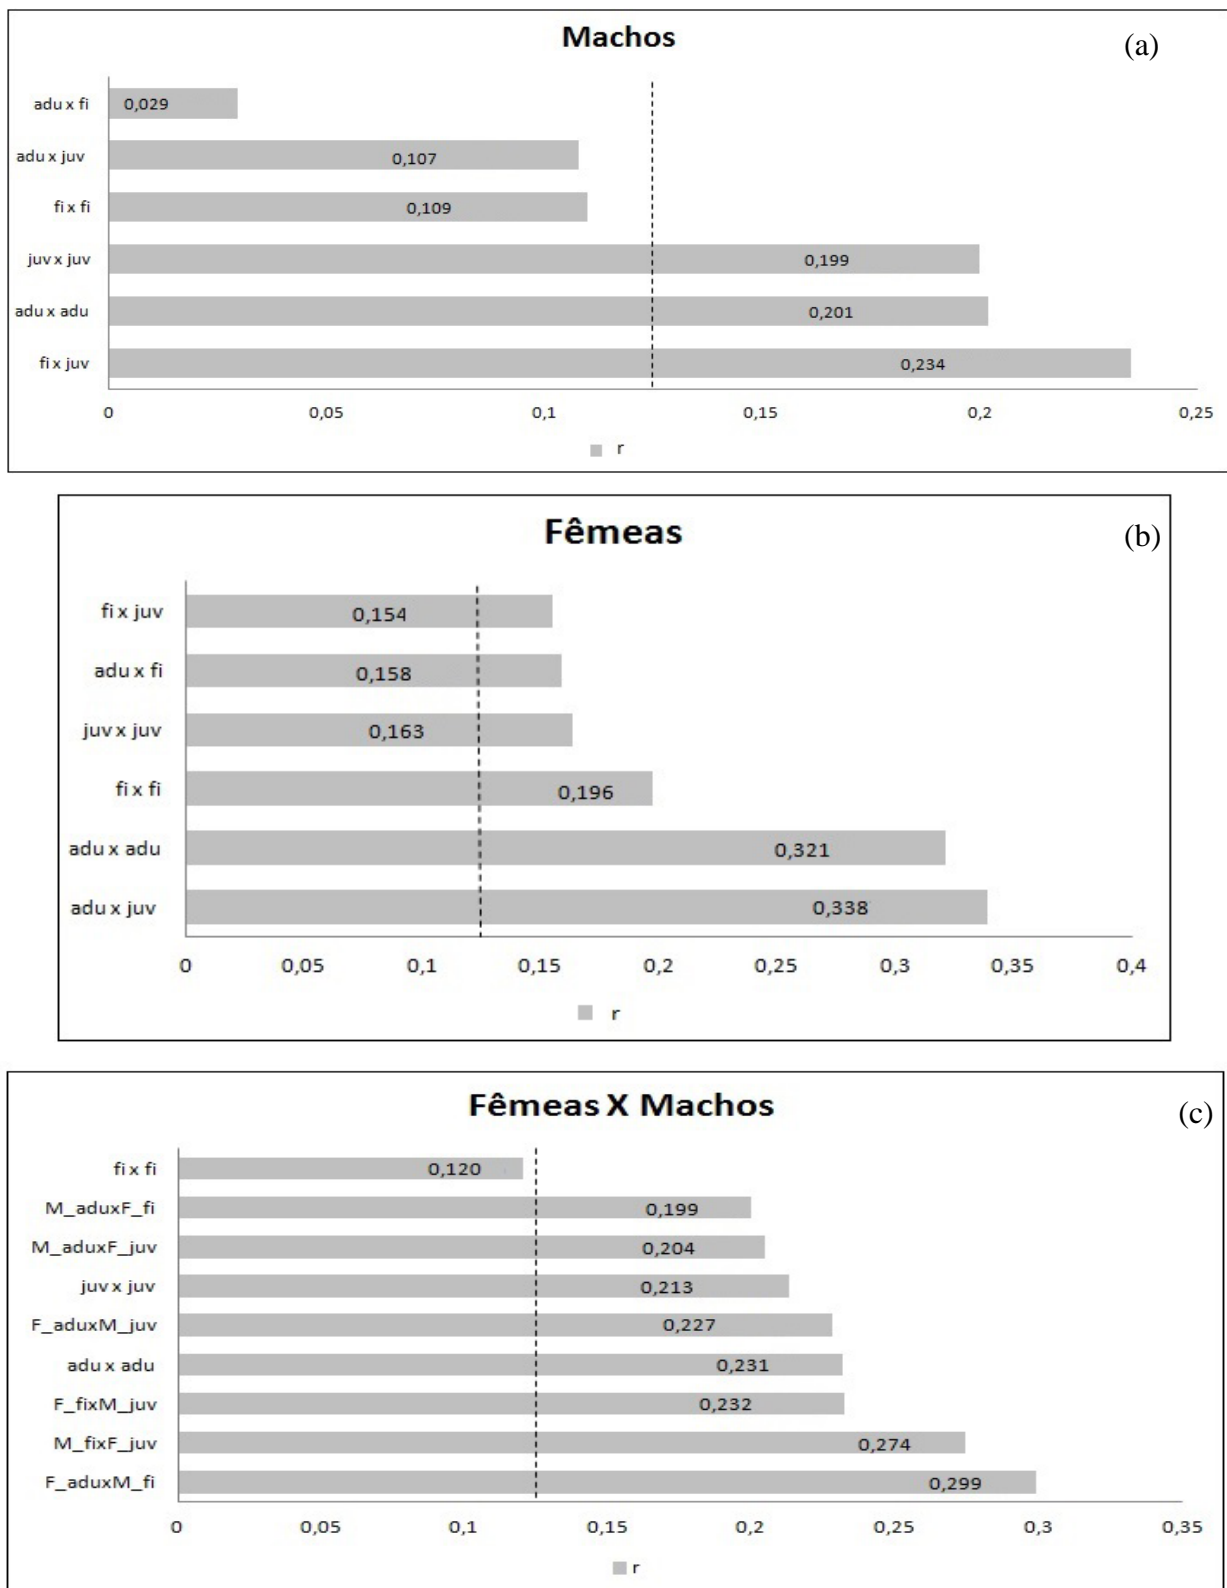 Machos
(a)
adu x fi
0,029
adu x juv
0,107
fi x fi
0,109
juv x juv
0,199
adu x adu
0,201
fi x juv
0,234
0 0,05 0,1 0,15 0,2 0,25
r
Fêmeas
(b)
fi x juv
0,154
adu x fi
0,158
juv x juv
0,163
fi x fi
0,196
adu x adu
0,321
adu x juv
0,338
0 0,05 0,1 0,15 0,2 0,25 0,3 0,35 0,4
r
Fêmeas X Machos
(c)
fi x fi
0,120
M_aduxF_fi
0,199
M_aduxF_juv
0,204
juv x juv
0,213
F_aduxM_juv
0,227
adu x adu
0,231
F_fixM_juv
0,232
M_fixF_juv
0,274
F_aduxM_fi
0,299
0 0,05 0,1 0,15 0,2 0,25 0,3 0,35
r